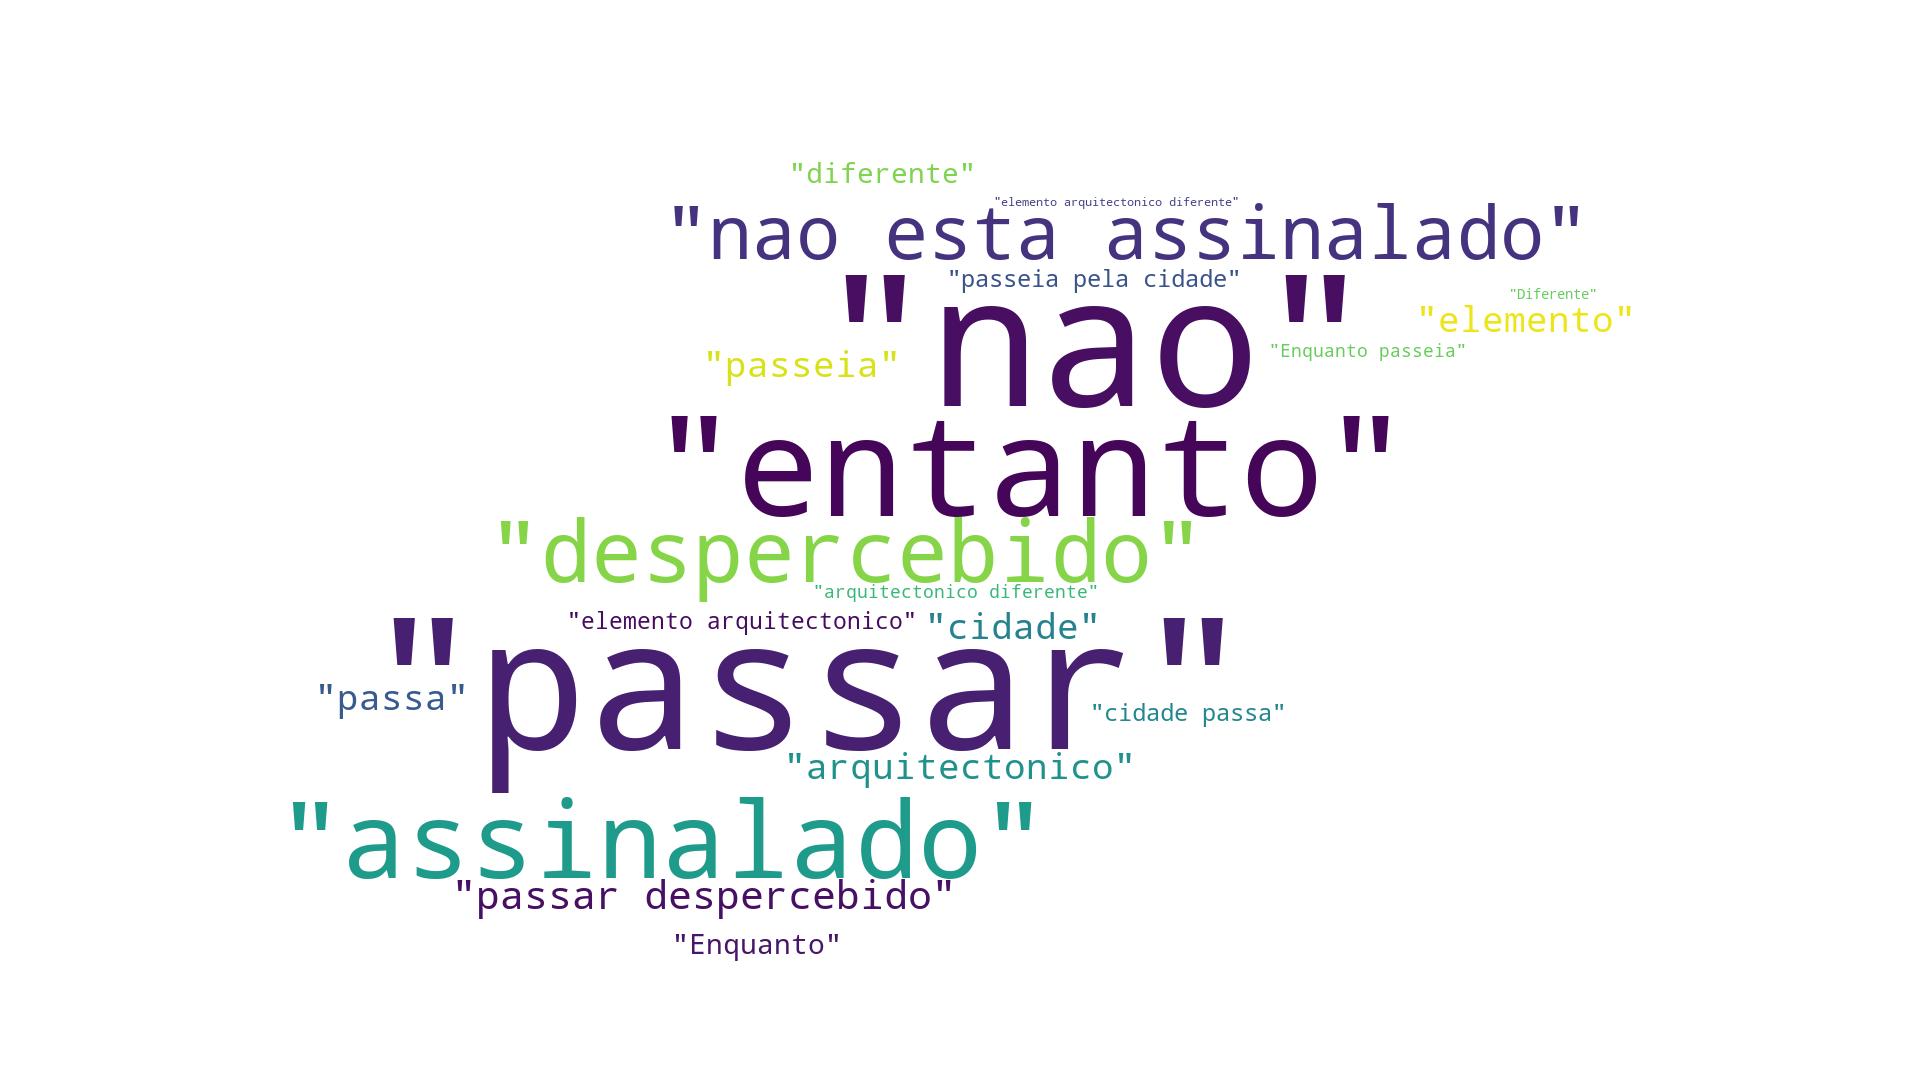 "diferente"
"elemento arquitectonico diferente"
"nao esta assinalado"
"passeia pela cidade"
"Diferente"
"nao"
"elemento"
"Enquanto passeia"
"passeia"
"entanto"
"despercebido"
"arquitectonico diferente"
"elemento arquitectonico"
"cidade"
"passar"
"passa"
"cidade passa"
"arquitectonico"
"assinalado"
"passar despercebido"
"Enquanto"